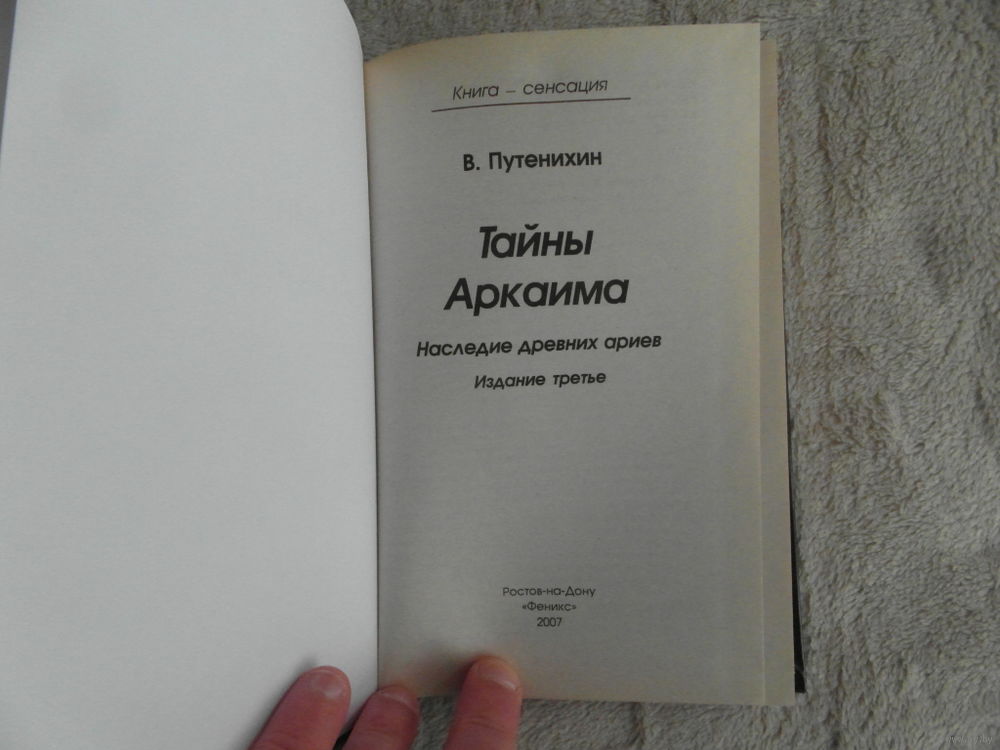 Книга – сенсация
В. Путенихин
Тайны
Аркаима
Наследие древних ариев
Издание третье
Ростов-на-Дону
«Феникс»
2007